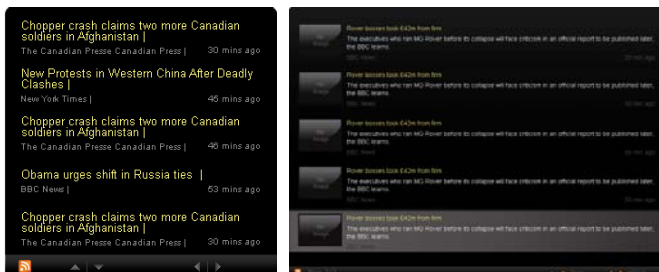 Chopper crash claims two more Canadian
soldiers in Afghanistan |
The Canadian Presse Canadian Press | 30 mins ago
New Protests in Western China After Deadly
Clashes |
New York Times | 45 mins ago
Chopper crash claims two more Canadian
soldiers in Afghanistan |
The Canadian Presse Canadian Press | 46 mins ago
Obama urges shift in Russia ties |
BBC News | 53 mins ago
Chopper crash claims two more Canadian
soldiers in Afghanistan |
The Canadian Presse Canadian Press | 30 mins ago
Rover bosses took £42m from firm
The executives who ran MG Rover before its collapse will face criticism in an official report to be published later,
the BBC learns.
BBC News
Rover bosses took £42m from firm
The executives who ran MG Rover before its collapse will face criticism in an official report to be published later,
the BBC learns.
BBC News
Rover bosses took £42m from firm
The executives who ran MG Rover before its collapse will face criticism in an official report to be published later,
the BBC learns.
BBC News
Rover bosses took £42m from firm
The executives who ran MG Rover before its collapse will face criticism in an official report to be published later,
the BBC learns.
BBC News
Rover bosses took £42m from firm
The executives who ran MG Rover before its collapse will face criticism in an official report to be published later,
the BBC learns.